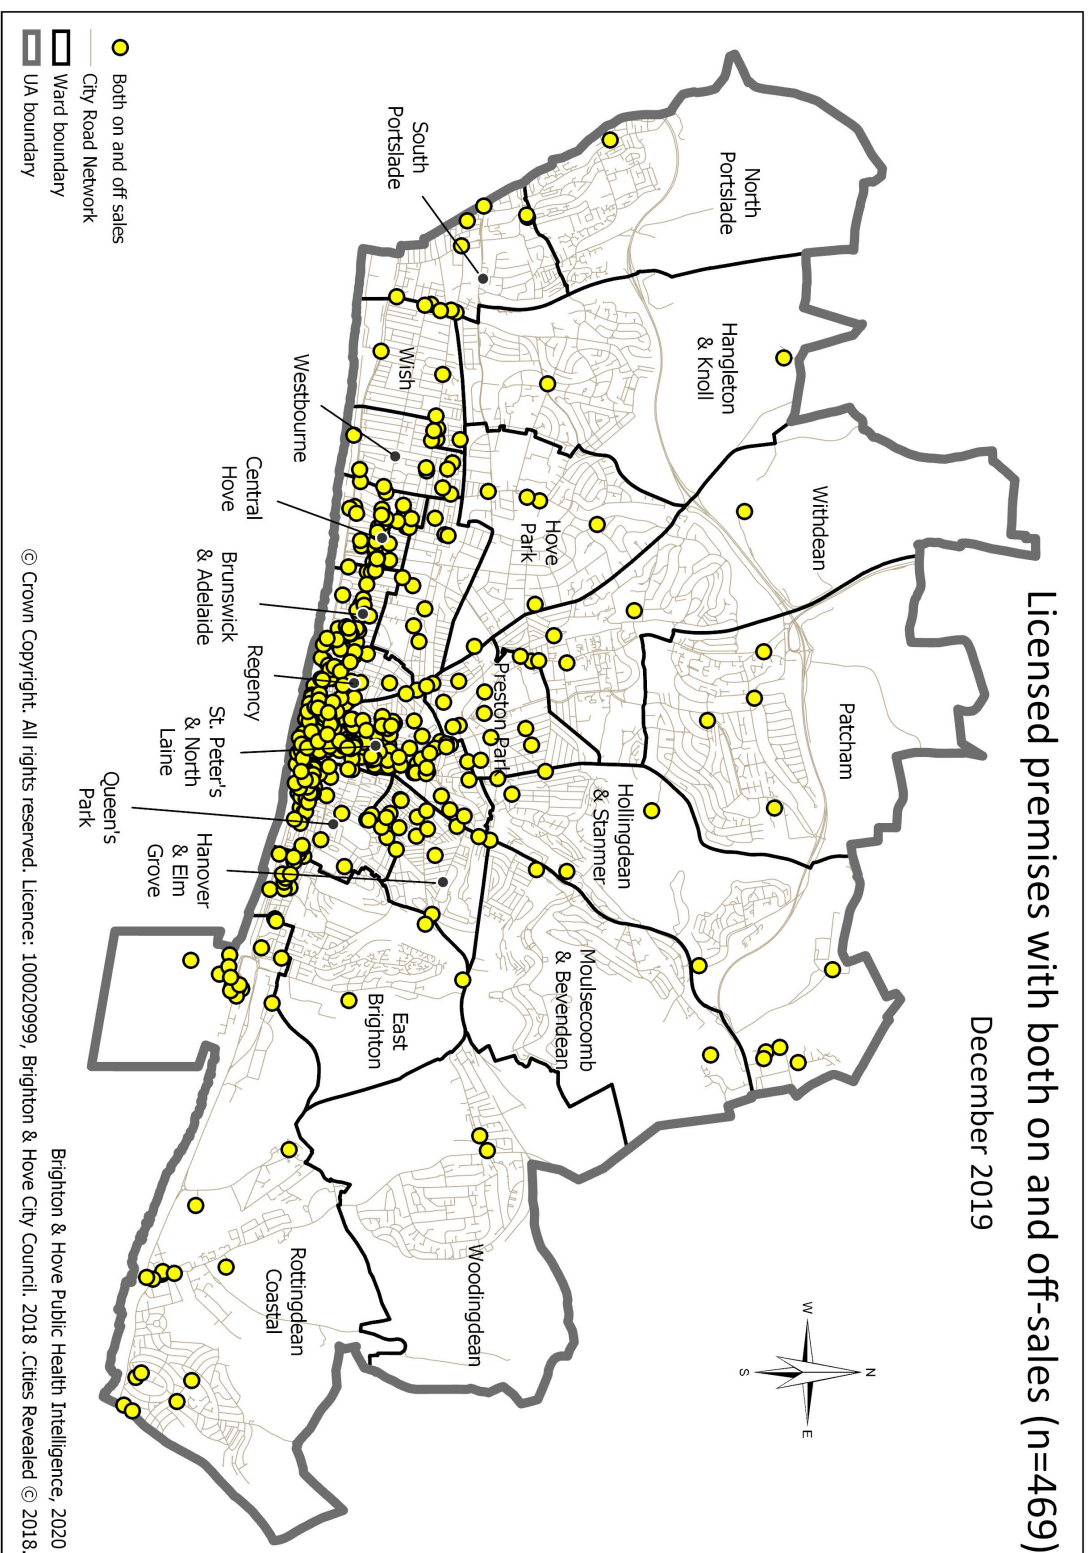 Licensed premises with both on and off-sales (n=469)
December 2019
N
W
E
S
North
Portslade
South
Portslade
Hangleton
& Knoll
Withdean
Patcham
Hove
Park
Wish
Westbourne
Central
Hove
Brunswick
& Adelaide
Regency
St. Peter's
& North
Laine
Preston Park
Hollingdean
& Stanmer
Moulsecoomb
& Bevendean
Queen's
Park
Hanover
& Elm
Grove
East
Brighton
Woodingdean
Rottingdean
Coastal
Both on and off sales
City Road Network
Ward boundary
UA boundary
Brighton & Hove Public Health Intelligence, 2020
© Crown Copyright. All rights reserved. Licence: 100020999, Brighton & Hove City Council. 2018 .Cities Revealed © 2018.